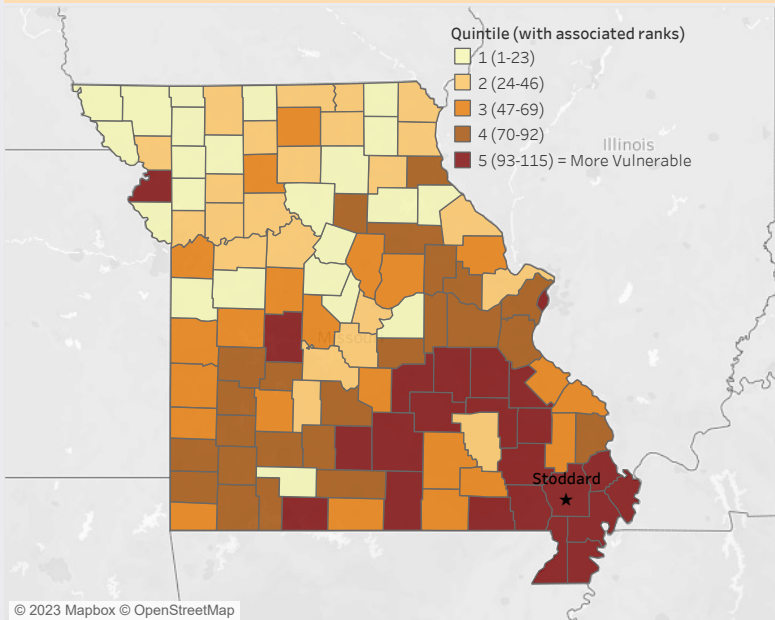 Quintile (with associated ranks)
1 (1-23)
2 (24-46)
3 (47-69)
4 (70-92)
5 (93-115) = More Vulnerable
Illinois
Missouri
Stoddard
© 2023 Mapbox © OpenStreetMap